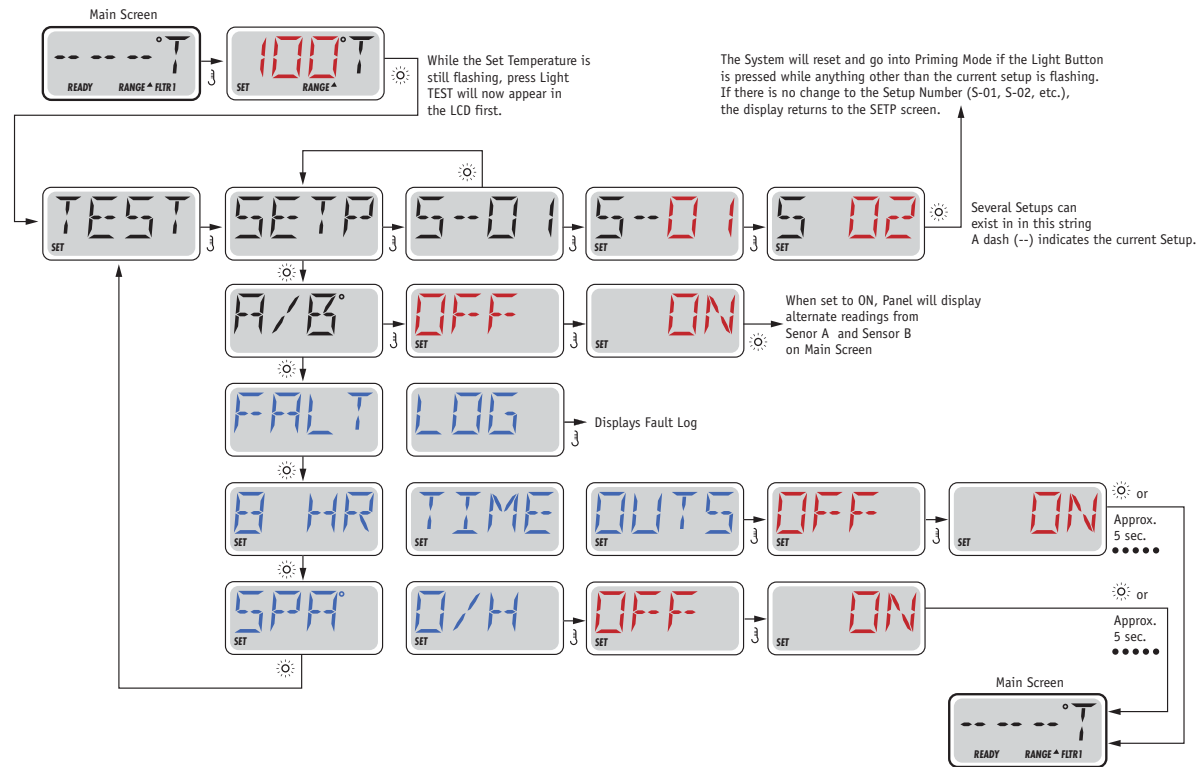 Main Screen
-- -- --°T
READY RANGE ▲ FLTR1
100°T
SET RANGE ▲
While the Set Temperature is
still flashing, press Light
TEST will now appear in
the LCD first.
The System will reset and go into Priming Mode if the Light Button
is pressed while anything other than the current setup is flashing.
If there is no change to the Setup Number (S-01, S-02, etc.),
the display returns to the SETP screen.
TEST
SET
SETP
S--01
S--01
SET
S 02
SET
Several Setups can
exist in in this string
A dash (--) indicates the current Setup.
A/B°
OFF
SET
ON
SET
When set to ON, Panel will display
alternate readings from
Senor A and Sensor B
on Main Screen
FALT
LOG
Displays Fault Log
8 HR
SET
TIME
SET
OUTS
SET
OFF
SET
ON
SET
or
Approx.
5 sec.
SPA°
SET
O/H
OFF
SET
ON
SET
or
Approx.
5 sec.
Main Screen
-- -- --°T
READY RANGE ▲ FLTR1